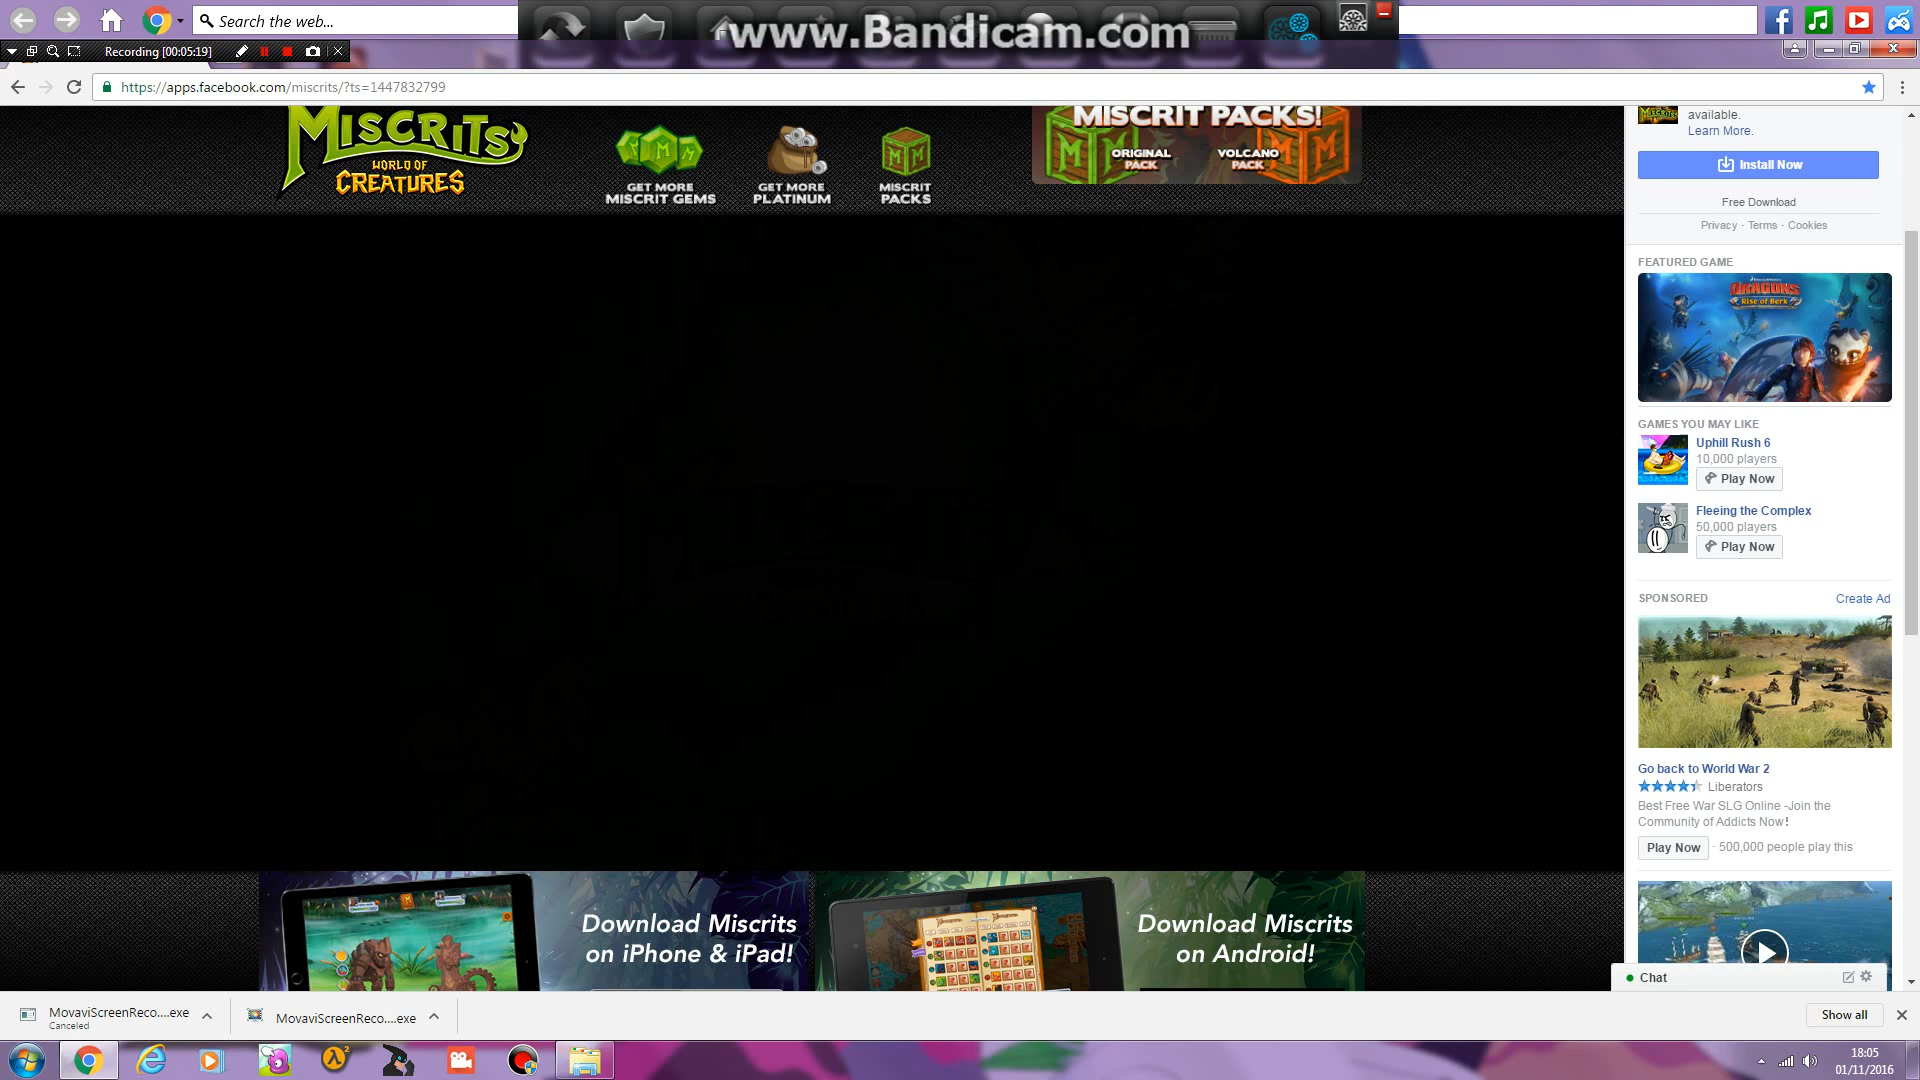 Search the web...
www.Bandicam.com
Recording [00:05:19]
https://apps.facebook.com/miscrits/?ts=1447832799
MISCRITS
WORLD OF
CREATURES
GET MORE
MISCRIT GEMS
GET MORE
PLATINUM
MISCRIT
PACKS
MISCRIT PACKS!
ORIGINAL
PACK
VOLCANO
PACK
available.
Learn More.
Install Now
Free Download
Privacy · Terms · Cookies
FEATURED GAME
DRAGONS
Rise of Berk
GAMES YOU MAY LIKE
Uphill Rush 6
10,000 players
Play Now
Fleeing the Complex
50,000 players
Play Now
SPONSORED
Create Ad
Go back to World War 2
Liberators
Best Free War SLG Online -Join the
Community of Addicts Now!
Play Now · 500,000 people play this
Download Miscrits
on iPhone & iPad!
Download Miscrits
on Android!
Chat
MovaviScreenReco....exe
Canceled
MovaviScreenReco....exe
Show all
18:05
01/11/2016